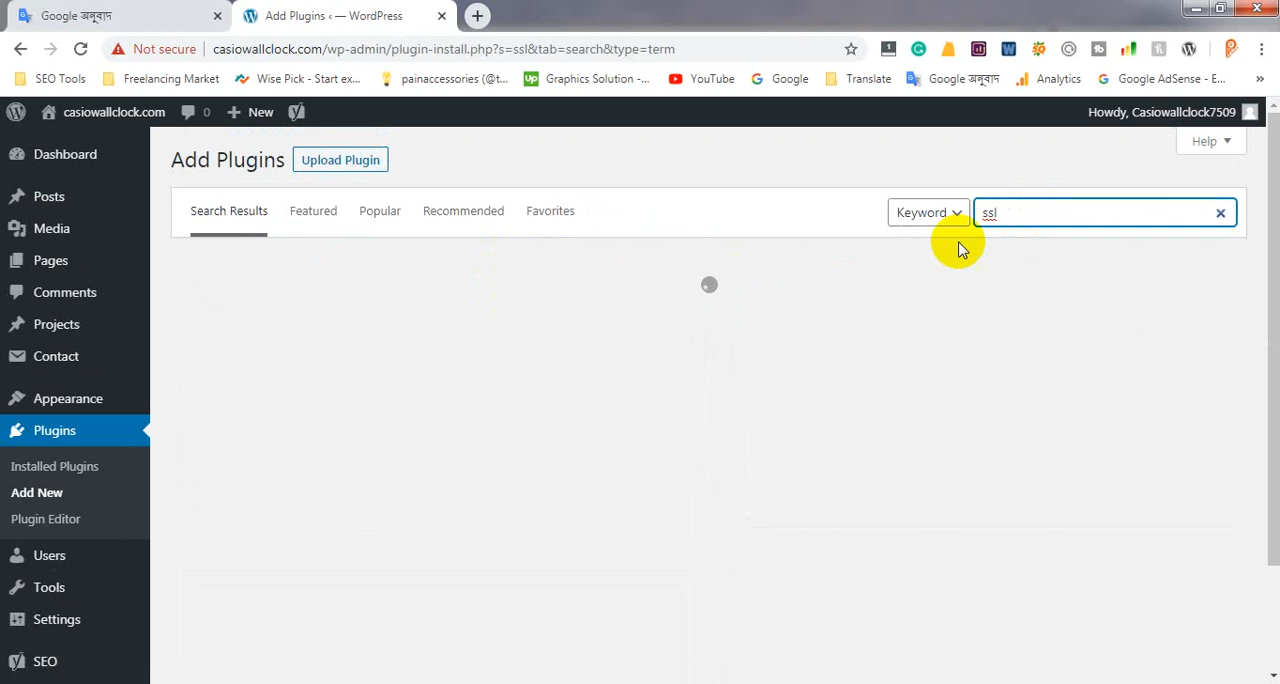 Google অনুবাদ
Add Plugins ‹ — WordPress
Not secure
casiowallclock.com/wp-admin/plugin-install.php?s=ssl&tab=search&type=term
SEO Tools
Freelancing Market
Wise Pick - Start ex...
painaccessories (@t...
Graphics Solution -...
YouTube
Google
Translate
Google অনুবাদ
Analytics
Google AdSense - E...
»
casiowallclock.com
0
New
Howdy, Casiowallclock7509
Help
Dashboard
Posts
Media
Pages
Comments
Projects
Contact
Appearance
Plugins
Installed Plugins
Add New
Plugin Editor
Users
Tools
Settings
SEO
Add Plugins
Upload Plugin
Search Results
Featured
Popular
Recommended
Favorites
Keyword
ssl